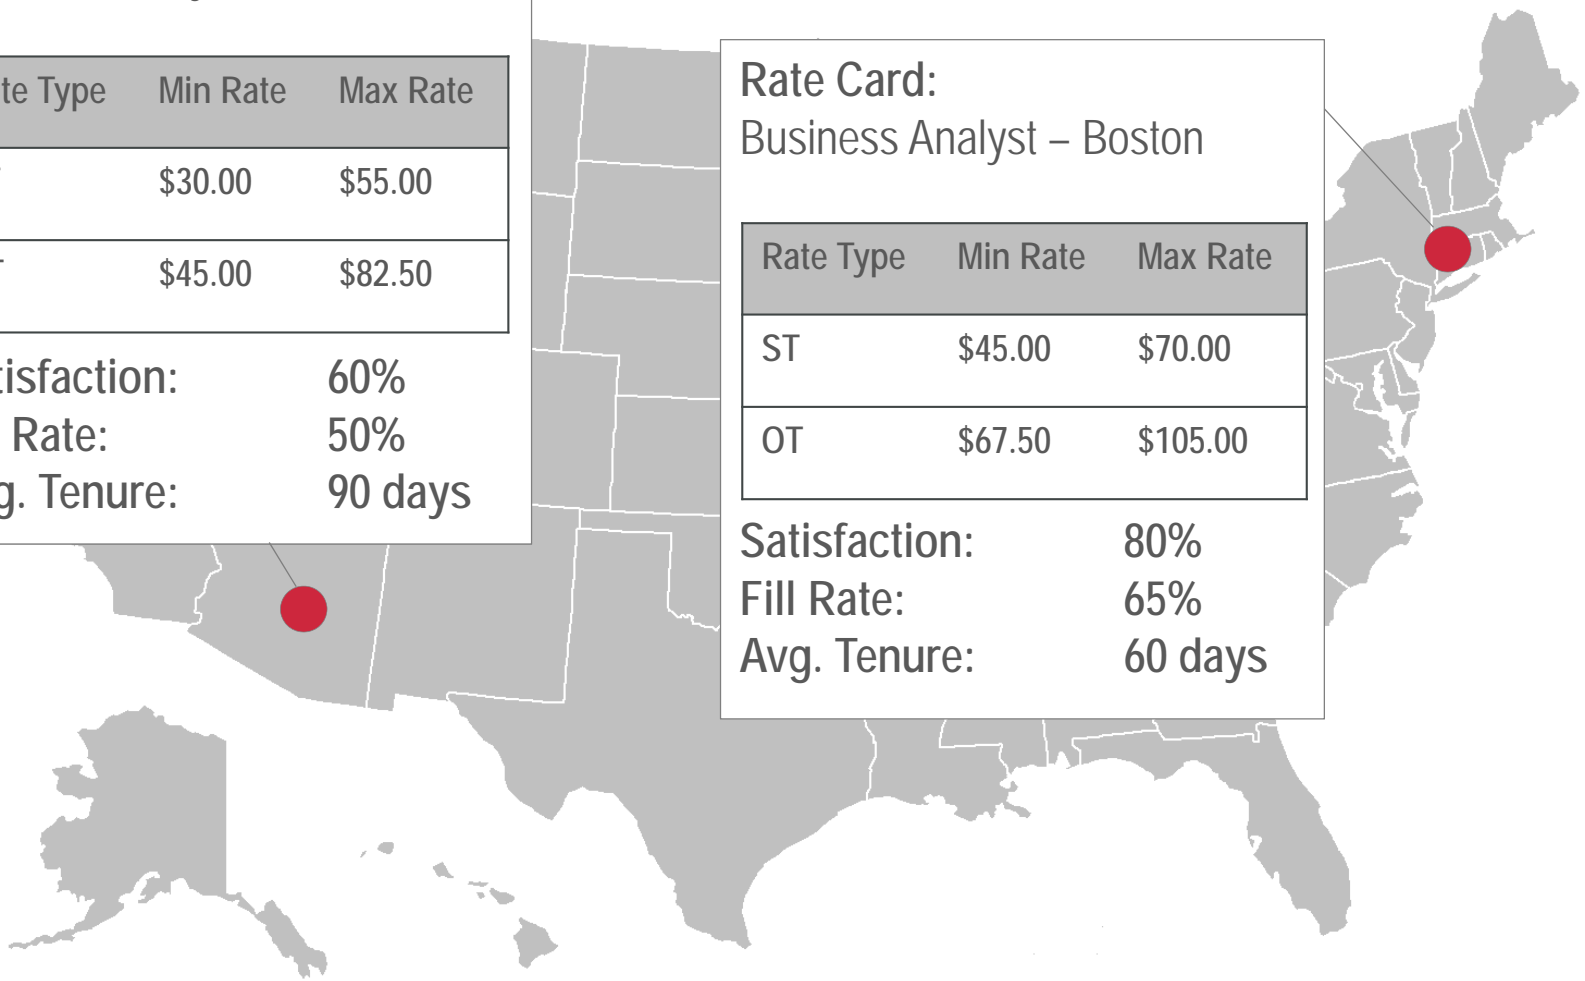 te Type Min Rate Max Rate
$30.00 $55.00
$45.00 $82.50
tisfaction: 60%
Rate: 50%
g. Tenure: 90 days
Rate Card:
Business Analyst – Boston
Rate Type Min Rate Max Rate
ST $45.00 $70.00
OT $67.50 $105.00
Satisfaction: 80%
Fill Rate: 65%
Avg. Tenure: 60 days